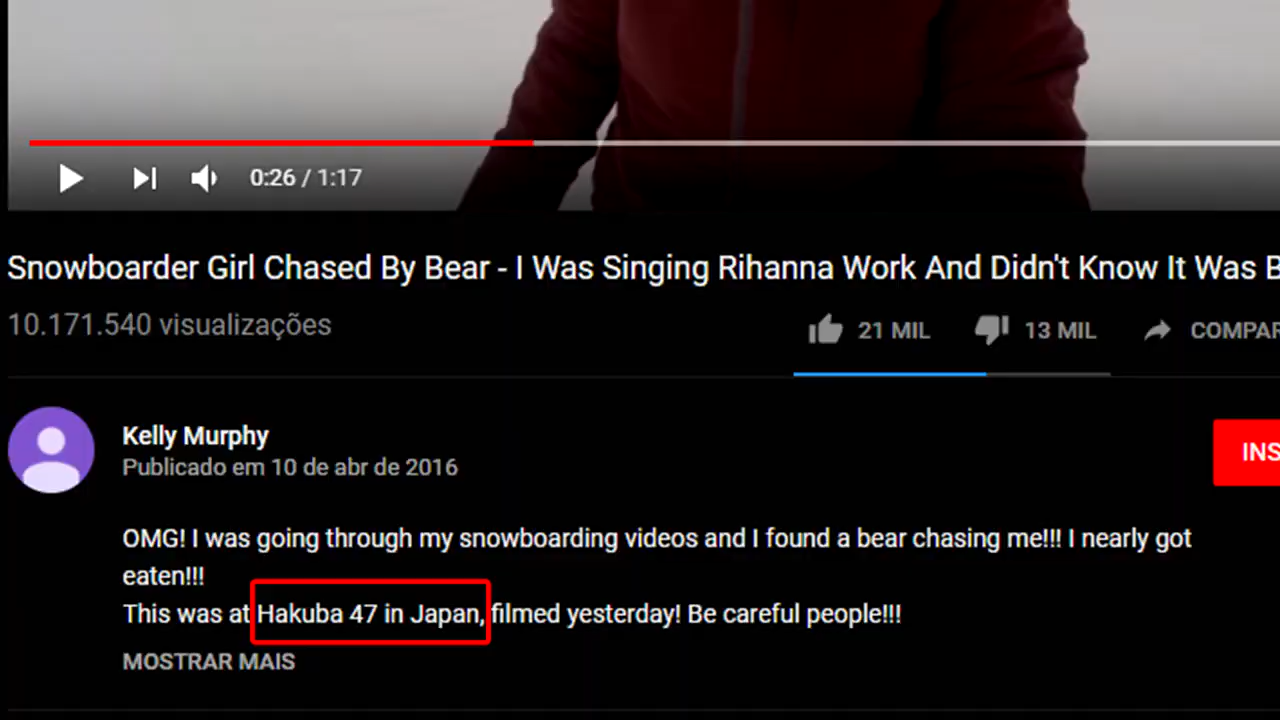 0:26 / 1:17
Snowboarder Girl Chased By Bear - I Was Singing Rihanna Work And Didn't Know It Was B
10.171.540 visualizações
21 MIL
13 MIL
COMPAR
Kelly Murphy
Publicado em 10 de abr de 2016
INS
OMG! I was going through my snowboarding videos and I found a bear chasing me!!! I nearly got
eaten!!!
This was at Hakuba 47 in Japan, filmed yesterday! Be careful people!!!
MOSTRAR MAIS